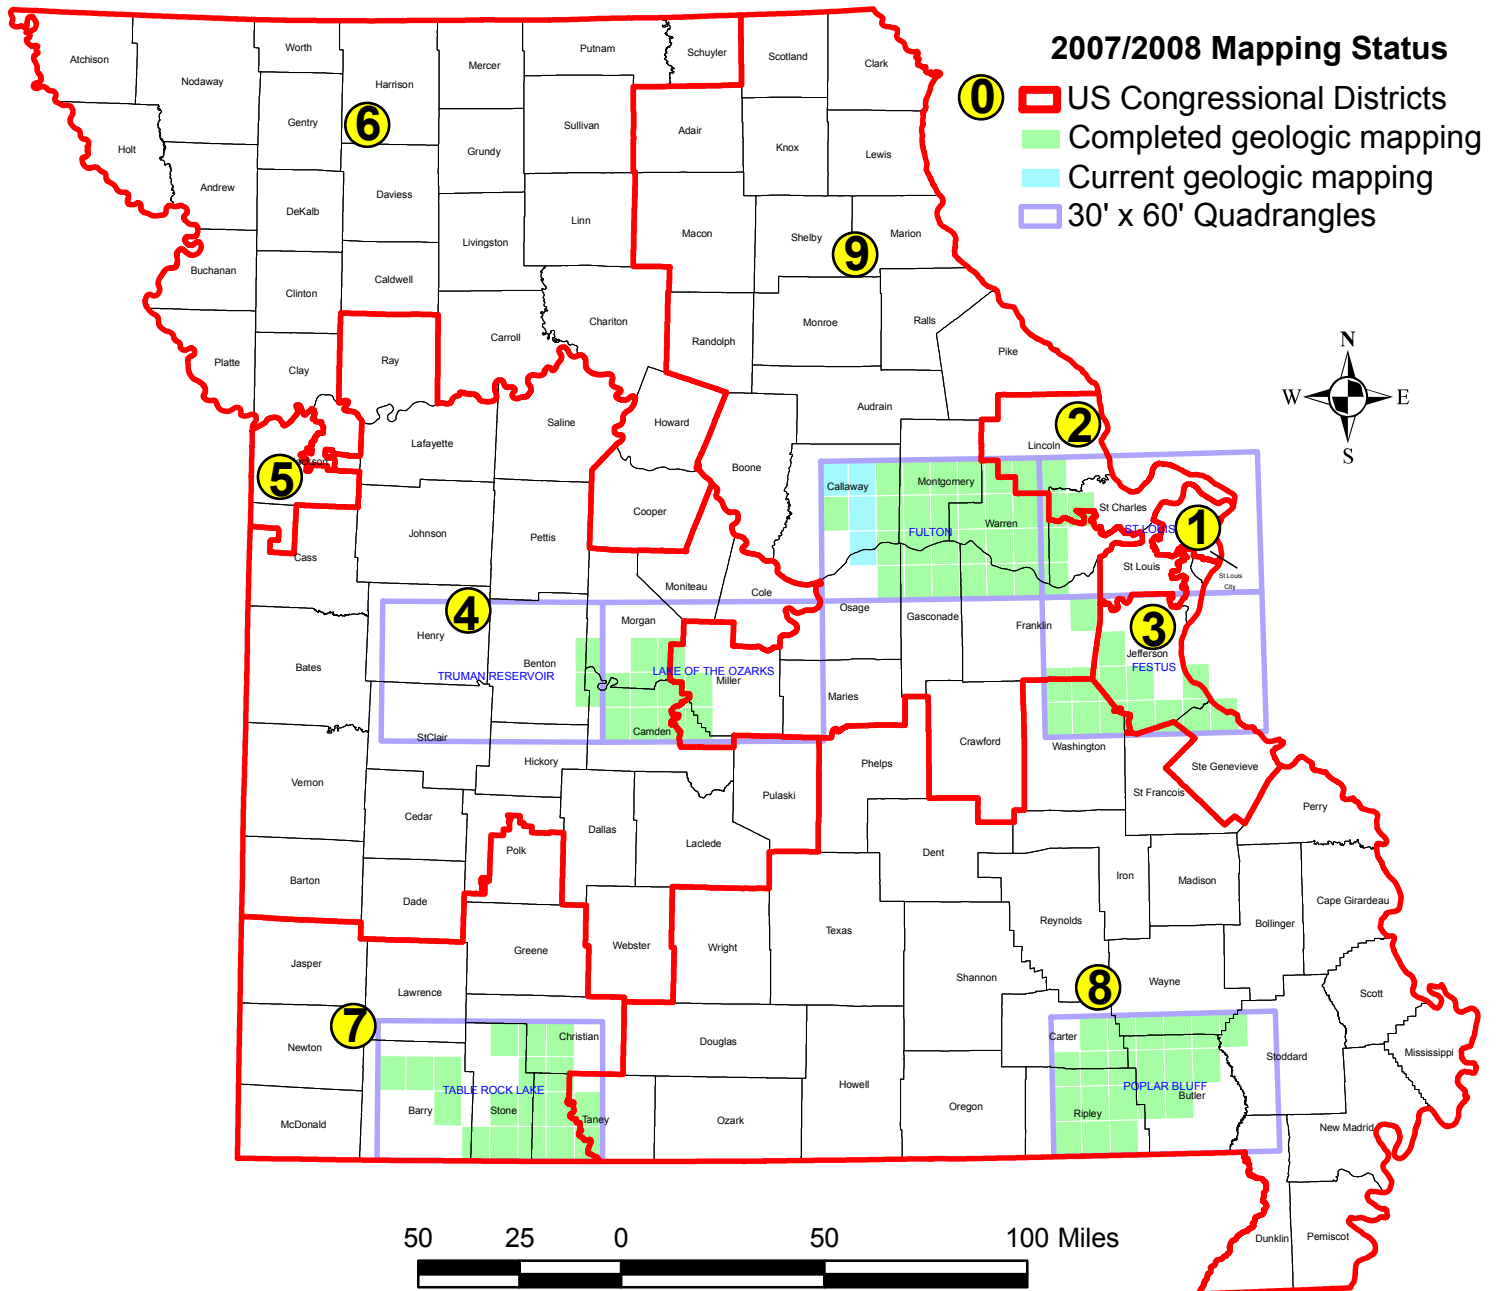 2007/2008 Mapping Status
0 US Congressional Districts
Completed geologic mapping
Current geologic mapping
30' x 60' Quadrangles
N
W E
S
Atchison
Nodaway
Worth
Harrison
Mercer
Putnam
Schuyler
Scotland
Clark
Gentry
6
Sullivan
Adair
Knox
Lewis
Holt
Grundy
Andrew
Daviess
DeKalb
Linn
Macon
Shelby
Marion
9
Livingston
Buchanan
Caldwell
Clinton
Chariton
Monroe
Ralls
Carroll
Randolph
Pike
Platte
Clay
Ray
Audrain
Saline
Howard
2
Lincoln
Lafayette
Boone
5
Callaway
Montgomery
Cooper
St Charles
Warren
FULTON
ST LOUIS
1
Johnson
Pettis
Cass
St Louis
St Louis
City
Moniteau
Cole
4
Osage
Gasconade
Franklin
Morgan
Henry
3
Jefferson
FESTUS
Bates
Benton
TRUMAN RESERVOIR
LAKE OF THE OZARKS
Miller
Maries
StClair
Camden
Crawford
Washington
Hickory
Phelps
Ste Genevieve
Vernon
Pulaski
St Francois
Perry
Cedar
Dallas
Laclede
Polk
Dent
Barton
Iron
Madison
Dade
Cape Girardeau
Reynolds
Bollinger
Texas
Greene
Webster
Wright
Jasper
Shannon
Wayne
8
Lawrence
Scott
7
Christian
Carter
Newton
Douglas
Stoddard
Mississippi
TABLE ROCK LAKE
POPLAR BLUFF
Howell
Butler
Barry
Stone
Taney
Ozark
Oregon
Ripley
McDonald
New Madrid
Dunklin
Pemiscot
50 25 0 50 100 Miles